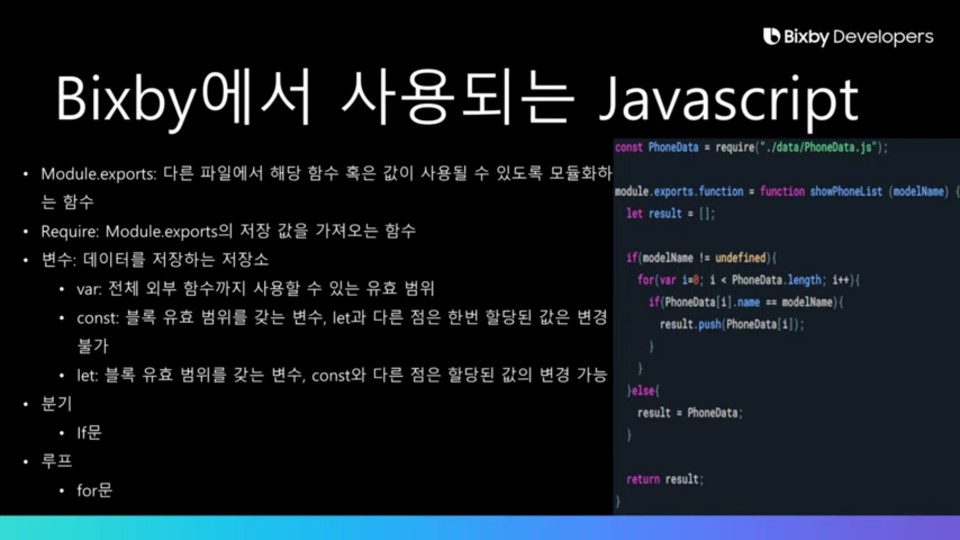 Bixby Developers
Bixby에서 사용되는 Javascript
• Module.exports: 다른 파일에서 해당 함수 혹은 값이 사용될 수 있도록 모듈화하
는 함수
• Require: Module.exports의 저장 값을 가져오는 함수
• 변수: 데이터를 저장하는 저장소
• var: 전체 외부 함수까지 사용할 수 있는 유효 범위
• const: 블록 유효 범위를 갖는 변수, let과 다른 점은 한번 할당된 값은 변경
불가
• let: 블록 유효 범위를 갖는 변수, const와 다른 점은 할당된 값의 변경 가능
• 분기
• If문
• 루프
• for문
const PhoneData = require("./data/PhoneData.js");
module.exports.function = function showPhoneList (modelName) {
let result = [];
if(modelName != undefined){
for(var i=0; i < PhoneData.length; i++){
if(PhoneData[i].name == modelName){
result.push(PhoneData[i]);
}
}
}else{
result = PhoneData;
}
return result;
}